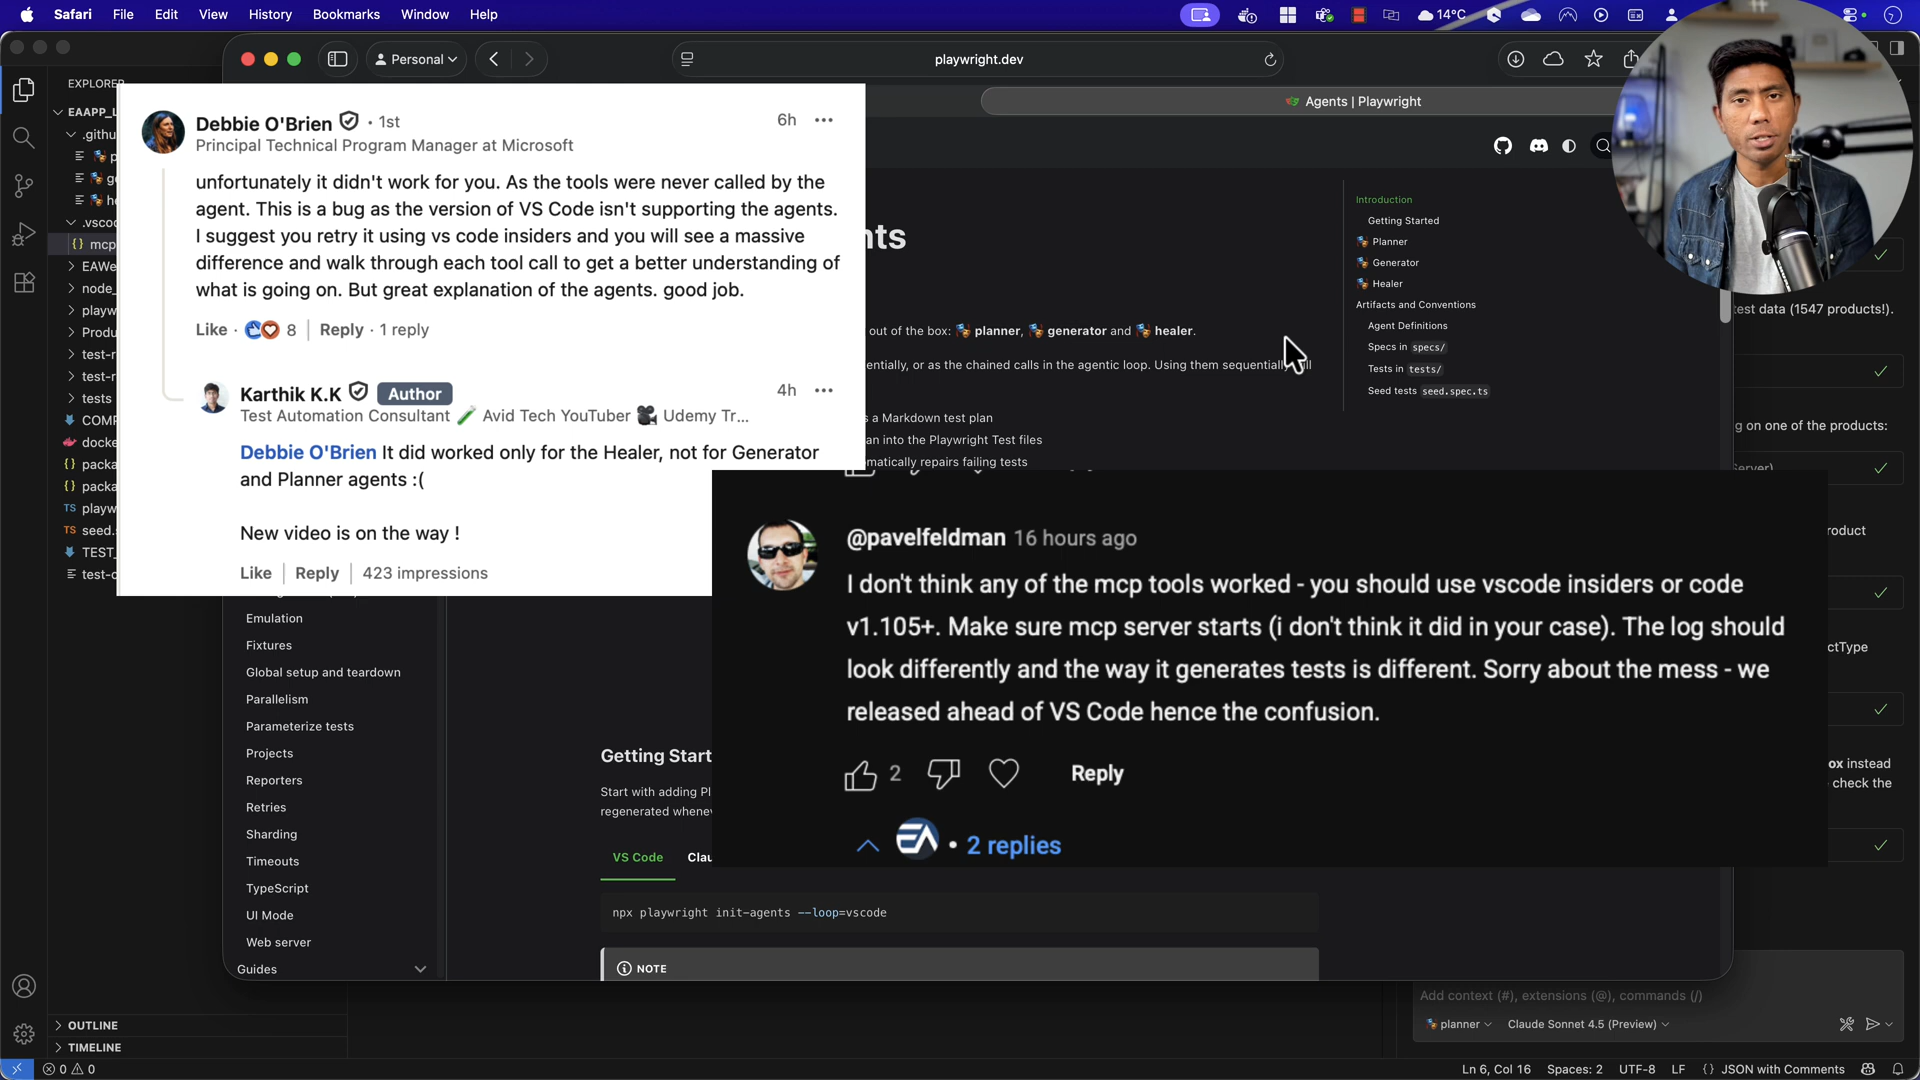 Safari File Edit View History Bookmarks Window Help
14°C
Personal
playwright.dev
EXPLORER
Agents | Playwright
EAAPP_
.githu
.vscod
mcp
EAWe
node_
playw
Produ
test-r
test-r
tests
COMP
docke
packa
packa
playw
seed.
TEST_
test-c
Debbie O'Brien · 1st
6h
Principal Technical Program Manager at Microsoft
unfortunately it didn't work for you. As the tools were never called by the
agent. This is a bug as the version of VS Code isn't supporting the agents.
I suggest you retry it using vs code insiders and you will see a massive
difference and walk through each tool call to get a better understanding of
what is going on. But great explanation of the agents. good job.
Like · 8 | Reply · 1 reply
Karthik K.K Author
4h
Test Automation Consultant Avid Tech YouTuber Udemy Tr...
Debbie O'Brien It did worked only for the Healer, not for Generator
and Planner agents :(
New video is on the way !
Like | Reply | 423 impressions
nts
out of the box: planner, generator and healer.
entially, or as the chained calls in the agentic loop. Using them sequentially
s a Markdown test plan
an into the Playwright Test files
matically repairs failing tests
Introduction
Getting Started
Planner
Generator
Healer
Artifacts and Conventions
Agent Definitions
Specs in specs/
Tests in tests/
Seed tests seed.spec.ts
test data (1547 products!).
g on one of the products:
Server)
roduct
ctType
ox instead
check the
@pavelfeldman 16 hours ago
I don't think any of the mcp tools worked - you should use vscode insiders or code
v1.105+. Make sure mcp server starts (i don't think it did in your case). The log should
look differently and the way it generates tests is different. Sorry about the mess - we
released ahead of VS Code hence the confusion.
2 Reply
EA · 2 replies
Emulation
Fixtures
Global setup and teardown
Parallelism
Parameterize tests
Projects
Reporters
Retries
Sharding
Timeouts
TypeScript
UI Mode
Web server
Guides
Getting Start
Start with adding Pl
regenerated whenev
VS Code Clau
npx playwright init-agents --loop=vscode
NOTE
OUTLINE
TIMELINE
Add context (#), extensions (@), commands (/)
planner Claude Sonnet 4.5 (Preview)
0 0
Ln 6, Col 16 Spaces: 2 UTF-8 LF {} JSON with Comments